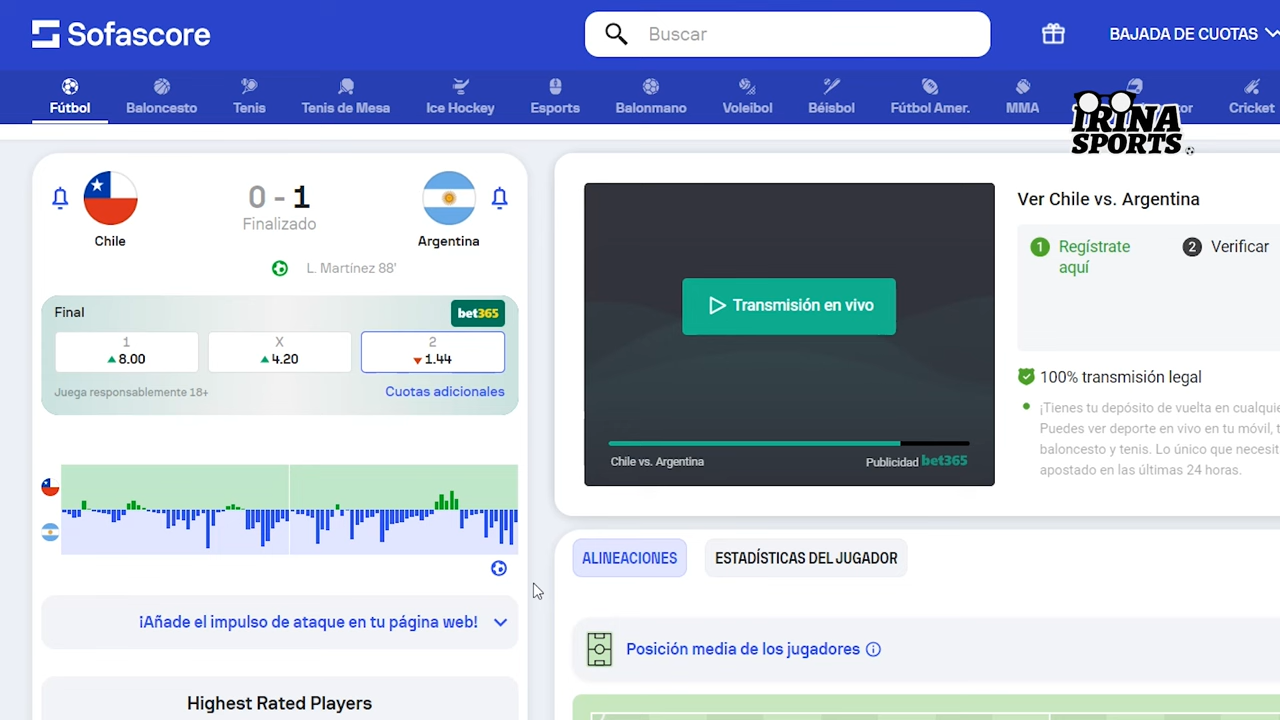 Sofascore
Buscar
BAJADA DE CUOTAS
Fútbol
Baloncesto
Tenis
Tenis de Mesa
Ice Hockey
Esports
Balonmano
Voleibol
Béisbol
Fútbol Amer.
MMA
Cricket
IRINA
SPORTS
0 - 1
Finalizado
Chile
Argentina
L. Martínez 88'
Final
bet365
1
8.00
X
4.20
2
1.44
Juega responsablemente 18+
Cuotas adicionales
¡Añade el impulso de ataque en tu página web!
Highest Rated Players
Transmisión en vivo
Chile vs. Argentina
Publicidad bet365
Ver Chile vs. Argentina
1 Regístrate
aquí
2 Verificar
100% transmisión legal
¡Tienes tu depósito de vuelta en cualquie
Puedes ver deporte en vivo en tu móvil, t
baloncesto y tenis. Lo único que necesit
apostado en las últimas 24 horas.
ALINEACIONES
ESTADÍSTICAS DEL JUGADOR
Posición media de los jugadores